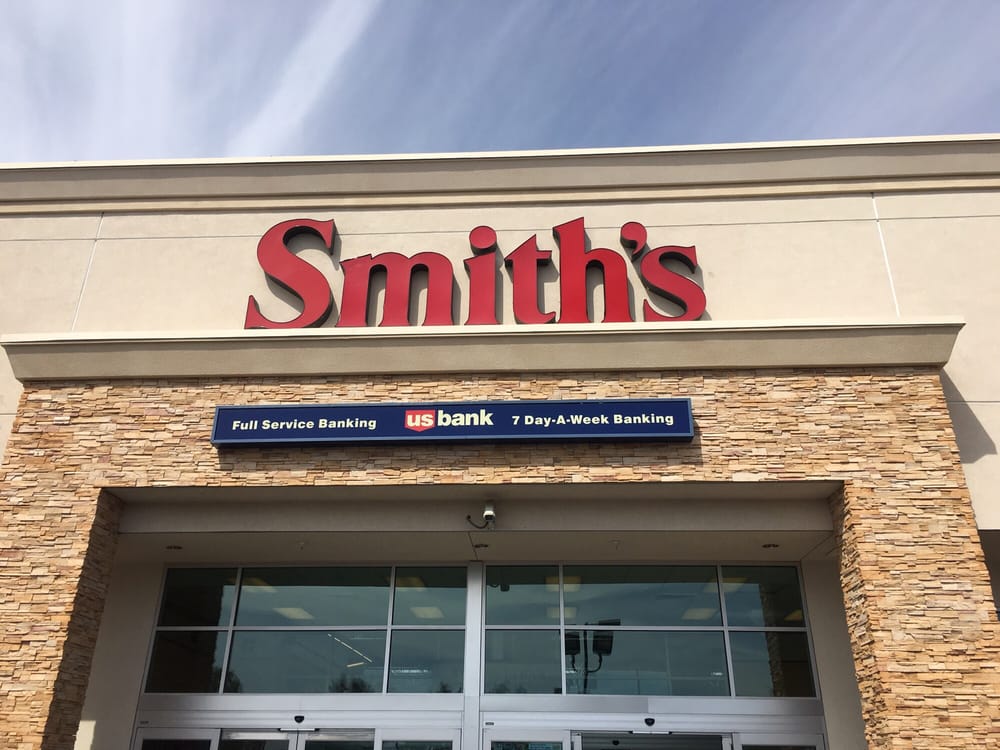 Smith's
Full Service Banking usbank 7 Day-A-Week Banking